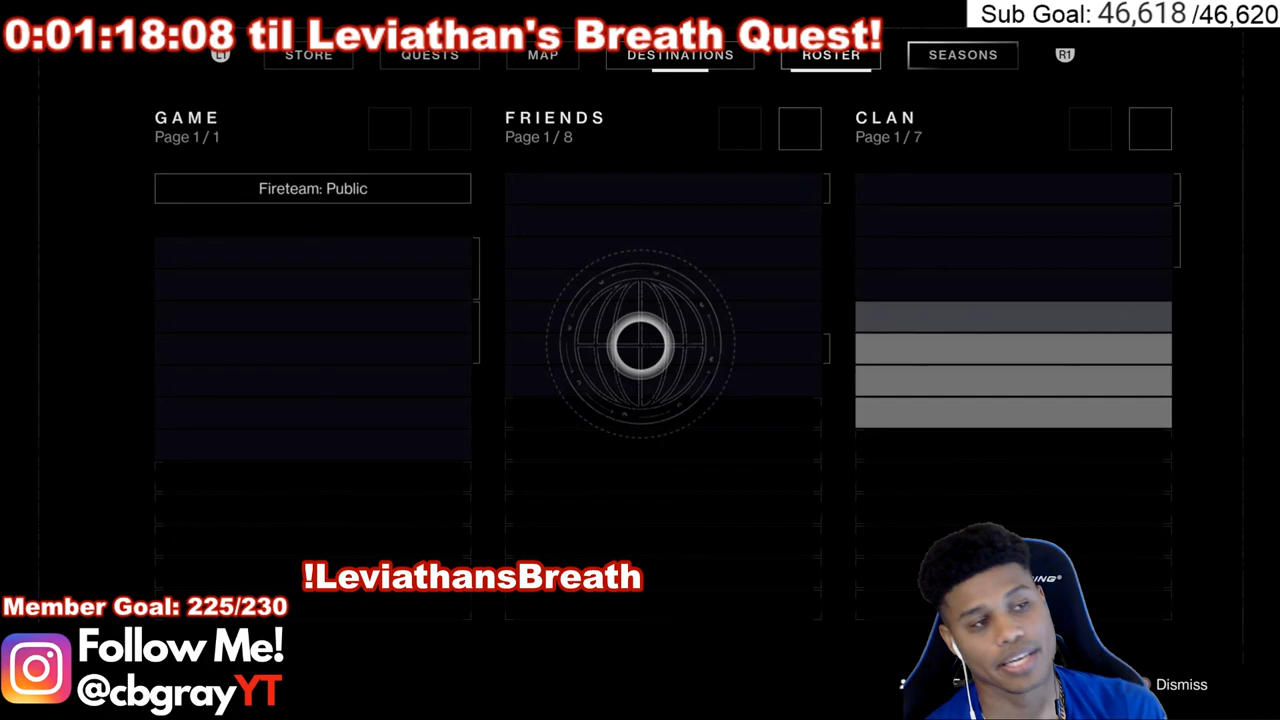 Sub Goal: 46,618 /46,620
0:01:18:08 til Leviathan's Breath Quest!
L1 STORE QUESTS MAP DESTINATIONS ROSTER SEASONS R1
GAME
Page 1 / 1
FRIENDS
Page 1 / 8
CLAN
Page 1 / 7
Fireteam: Public
!LeviathansBreath
Member Goal: 225/230
Follow Me!
@cbgrayYT
Dismiss